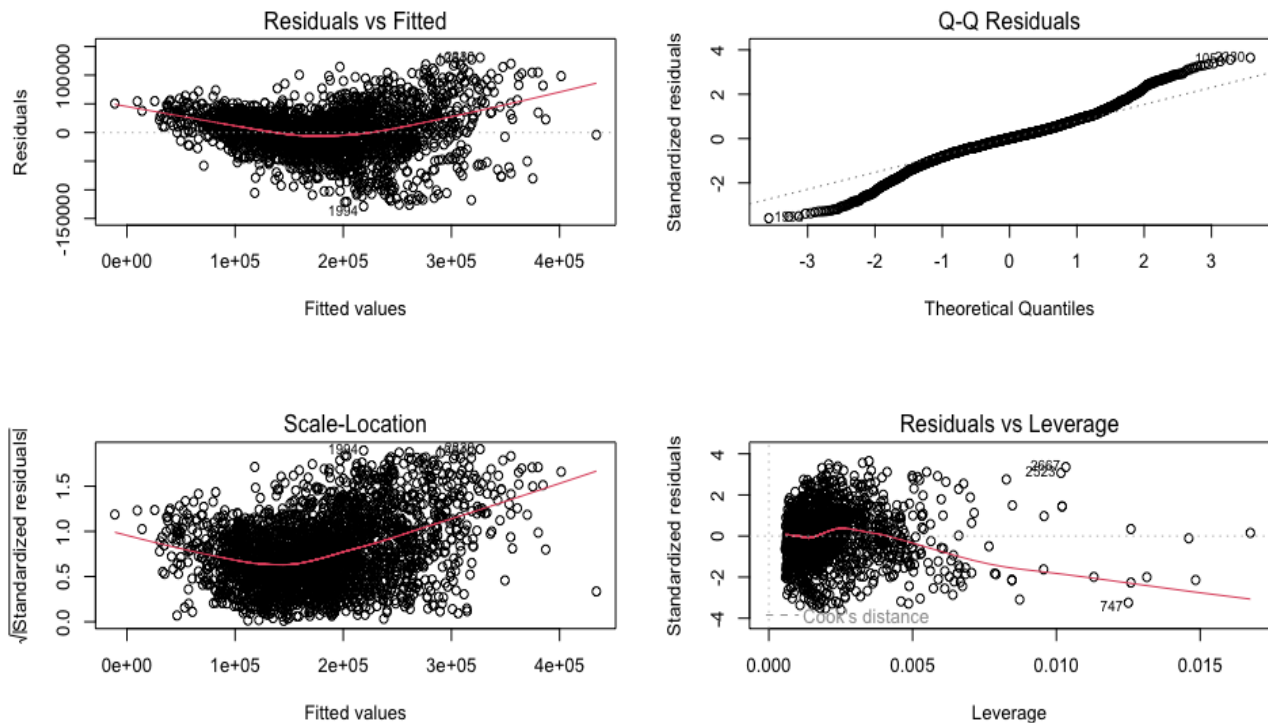 Residuals vs Fitted
Residuals
100000
0
-150000
1994
0e+00 1e+05 2e+05 3e+05 4e+05
Fitted values
Q-Q Residuals
Standardized residuals
4
2
0
-2
-3 -2 -1 0 1 2 3
Theoretical Quantiles
Scale-Location
√|Standardized residuals|
1.5
1.0
0.5
0.0
1994
0e+00 1e+05 2e+05 3e+05 4e+05
Fitted values
Residuals vs Leverage
Standardized residuals
4
2
0
-2
-4
2667
2523
747
Cook's distance
0.000 0.005 0.010 0.015
Leverage